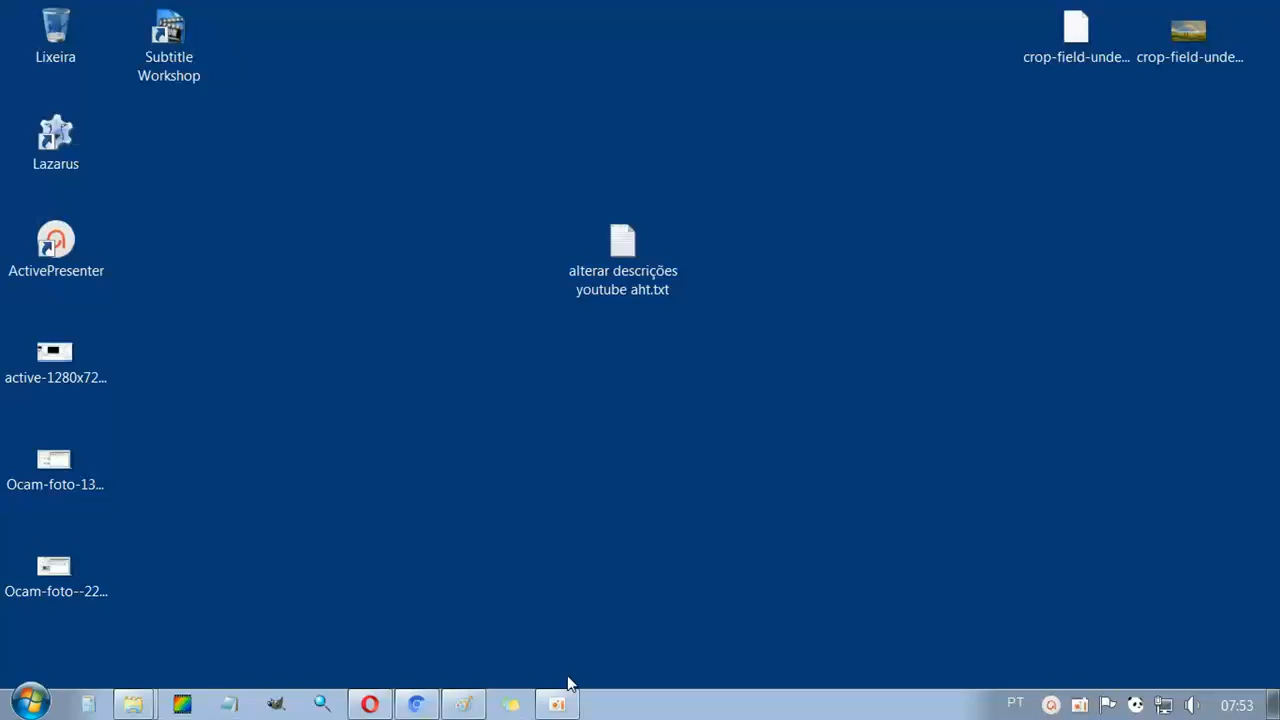 Lixeira
Subtitle
Workshop
crop-field-unde...
crop-field-unde...
Lazarus
alterar descrições
youtube aht.txt
ActivePresenter
active-1280x72...
Ocam-foto-13...
Ocam-foto--22...
PT
07:53